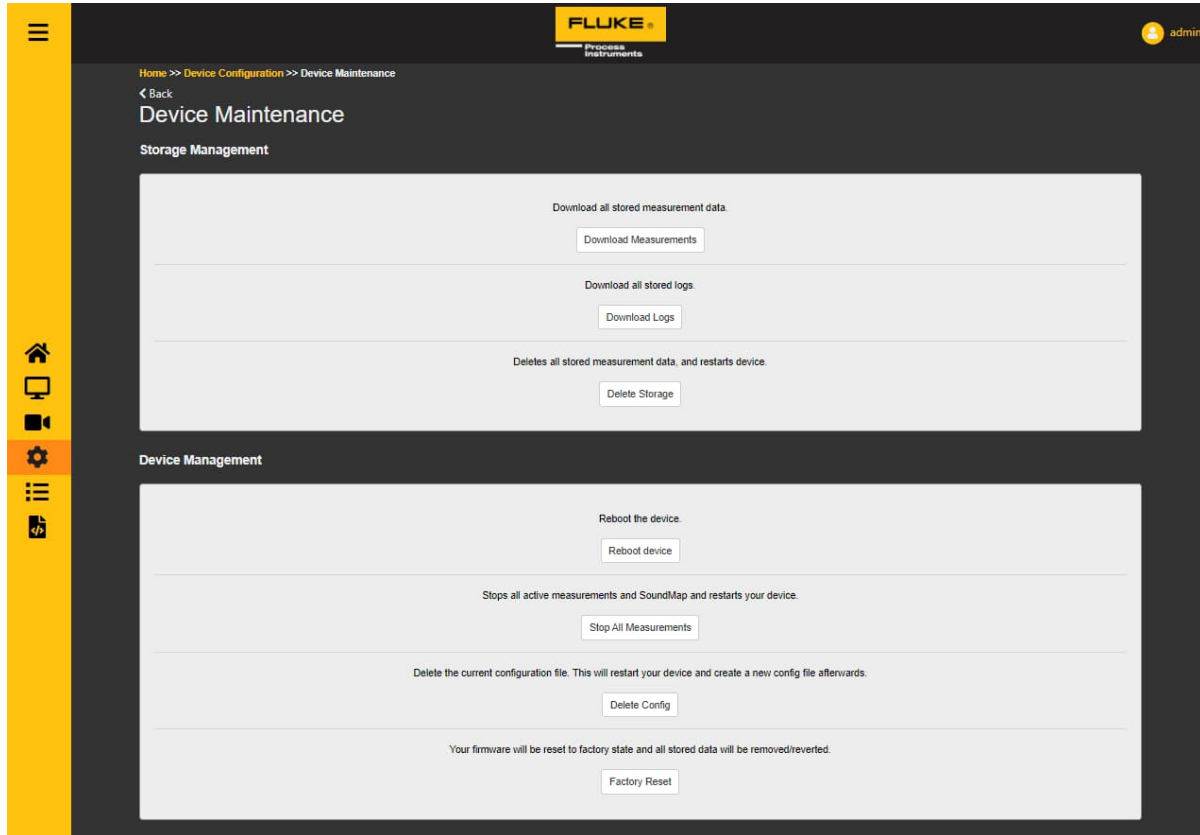 FLUKE ®
Process
Instruments
admin
Home >> Device Configuration >> Device Maintenance
Back
Device Maintenance
Storage Management
Download all stored measurement data.
Download Measurements
Download all stored logs.
Download Logs
Deletes all stored measurement data, and restarts device.
Delete Storage
Device Management
Reboot the device.
Reboot device
Stops all active measurements and SoundMap and restarts your device.
Stop All Measurements
Delete the current configuration file. This will restart your device and create a new config file afterwards.
Delete Config
Your firmware will be reset to factory state and all stored data will be removed/reverted.
Factory Reset